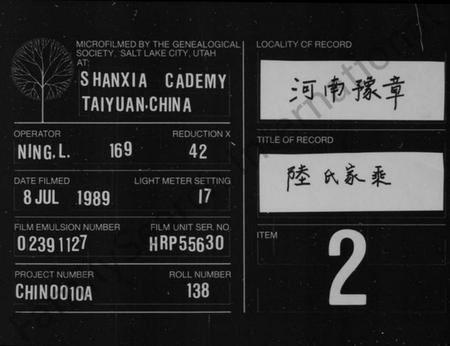 MICROFILMED BY THE GENEALOGICAL
SOCIETY, SALT LAKE CITY, UTAH
AT:
SHANXIA CADEMY
TAIYUAN.CHINA
OPERATOR REDUCTION X
NING, L. 169 42
DATE FILMED LIGHT METER SETTING
8 JUL 1989 17
FILM EMULSION NUMBER FILM UNIT SER. NO.
02391127 HRP55630
PROJECT NUMBER ROLL NUMBER
CHIN0010A 138
LOCALITY OF RECORD
河南豫章
TITLE OF RECORD
陸氏家乘
ITEM
2